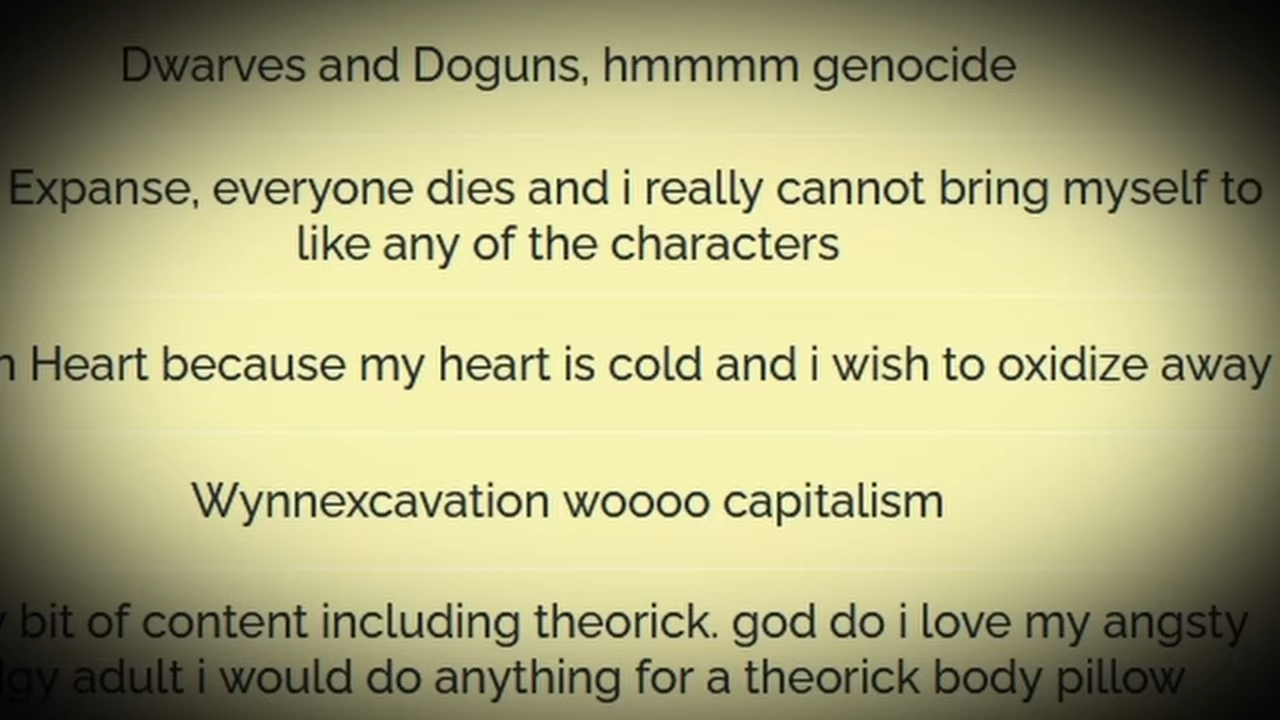 Dwarves and Doguns, hmmmm genocide
Expanse, everyone dies and i really cannot bring myself to
like any of the characters
Heart because my heart is cold and i wish to oxidize away
Wynnexcavation woooo capitalism
bit of content including theorick. god do i love my angsty
adult i would do anything for a theorick body pillow